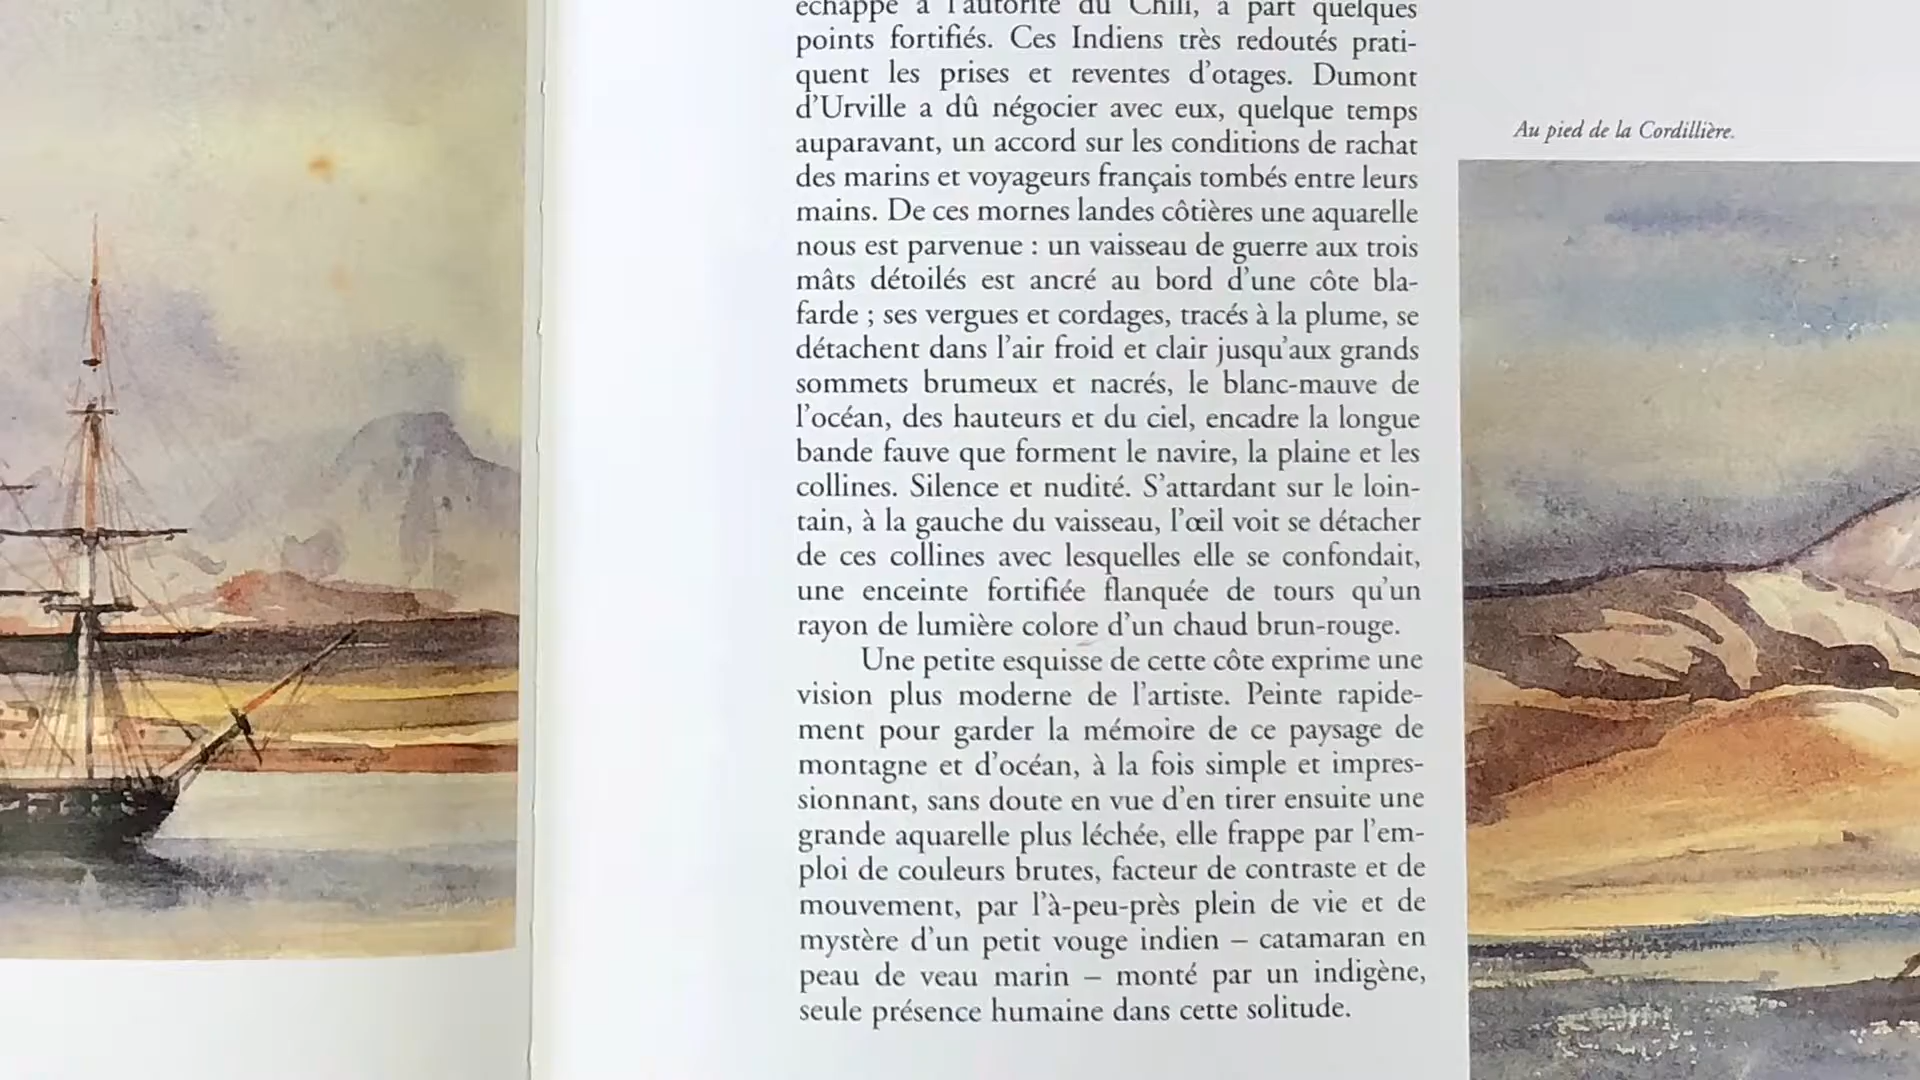 échappe à l'autorité du Chili, à part quelques
points fortifiés. Ces Indiens très redoutés prati-
quent les prises et reventes d'otages. Dumont
d'Urville a dû négocier avec eux, quelque temps
auparavant, un accord sur les conditions de rachat
des marins et voyageurs français tombés entre leurs
mains. De ces mornes landes côtières une aquarelle
nous est parvenue : un vaisseau de guerre aux trois
mâts détoilés est ancré au bord d'une côte bla-
farde ; ses vergues et cordages, tracés à la plume, se
détachent dans l'air froid et clair jusqu'aux grands
sommets brumeux et nacrés, le blanc-mauve de
l'océan, des hauteurs et du ciel, encadre la longue
bande fauve que forment le navire, la plaine et les
collines. Silence et nudité. S'attardant sur le loin-
tain, à la gauche du vaisseau, l'œil voit se détacher
de ces collines avec lesquelles elle se confondait,
une enceinte fortifiée flanquée de tours qu'un
rayon de lumière colore d'un chaud brun-rouge.
Une petite esquisse de cette côte exprime une
vision plus moderne de l'artiste. Peinte rapide-
ment pour garder la mémoire de ce paysage de
montagne et d'océan, à la fois simple et impres-
sionnant, sans doute en vue d'en tirer ensuite une
grande aquarelle plus léchée, elle frappe par l'em-
ploi de couleurs brutes, facteur de contraste et de
mouvement, par l'à-peu-près plein de vie et de
mystère d'un petit vouge indien – catamaran en
peau de veau marin – monté par un indigène,
seule présence humaine dans cette solitude.
Au pied de la Cordillière.